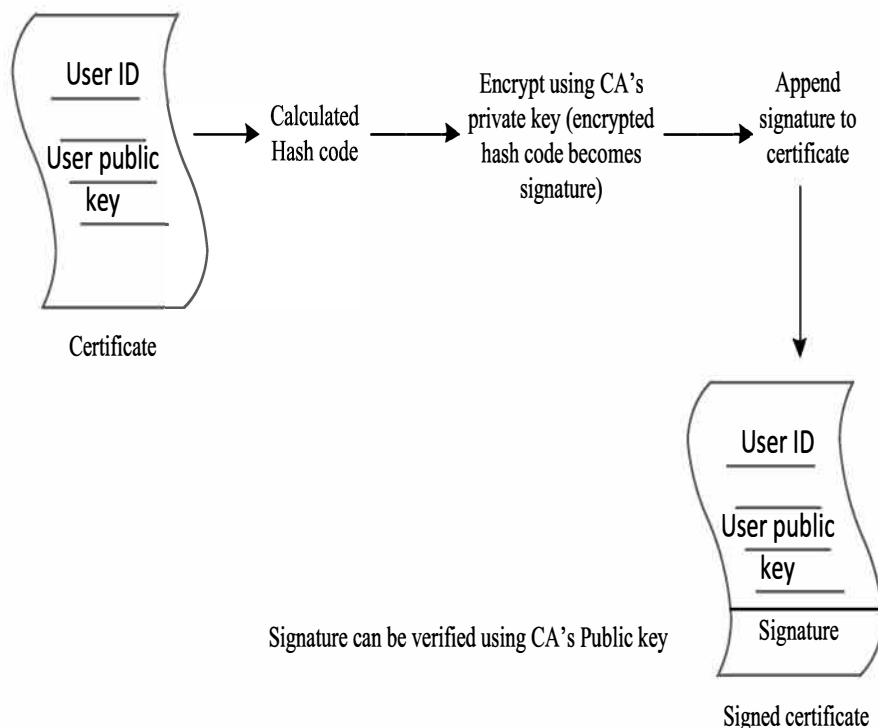 User ID
User public
key
Certificate
Calculated
Hash code
Encrypt using CA's
private key (encrypted
hash code becomes
signature)
Append
signature to
certificate
User ID
User public
key
Signature
Signed certificate
Signature can be verified using CA's Public key